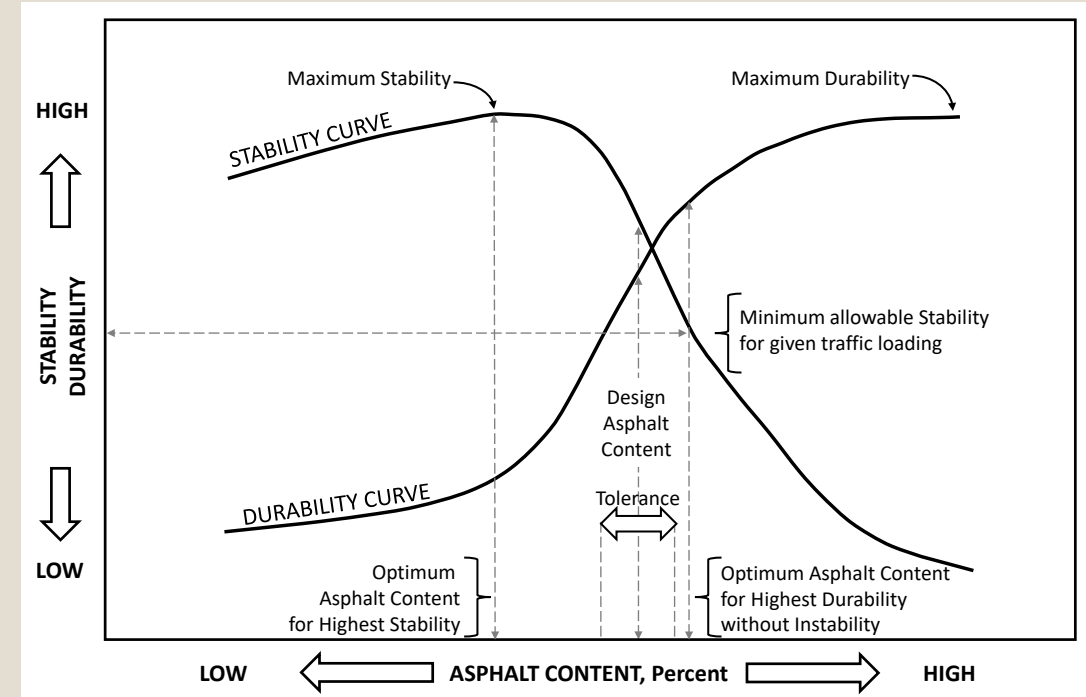 Maximum Stability
Maximum Durability
HIGH
STABILITY CURVE
STABILITY
DURABILITY
Minimum allowable Stability
for given traffic loading
Design
Asphalt
Content
DURABILITY CURVE
Tolerance
LOW
Optimum
Asphalt Content
for Highest Stability
Optimum Asphalt Content
for Highest Durability
without Instability
LOW
ASPHALT CONTENT, Percent
HIGH